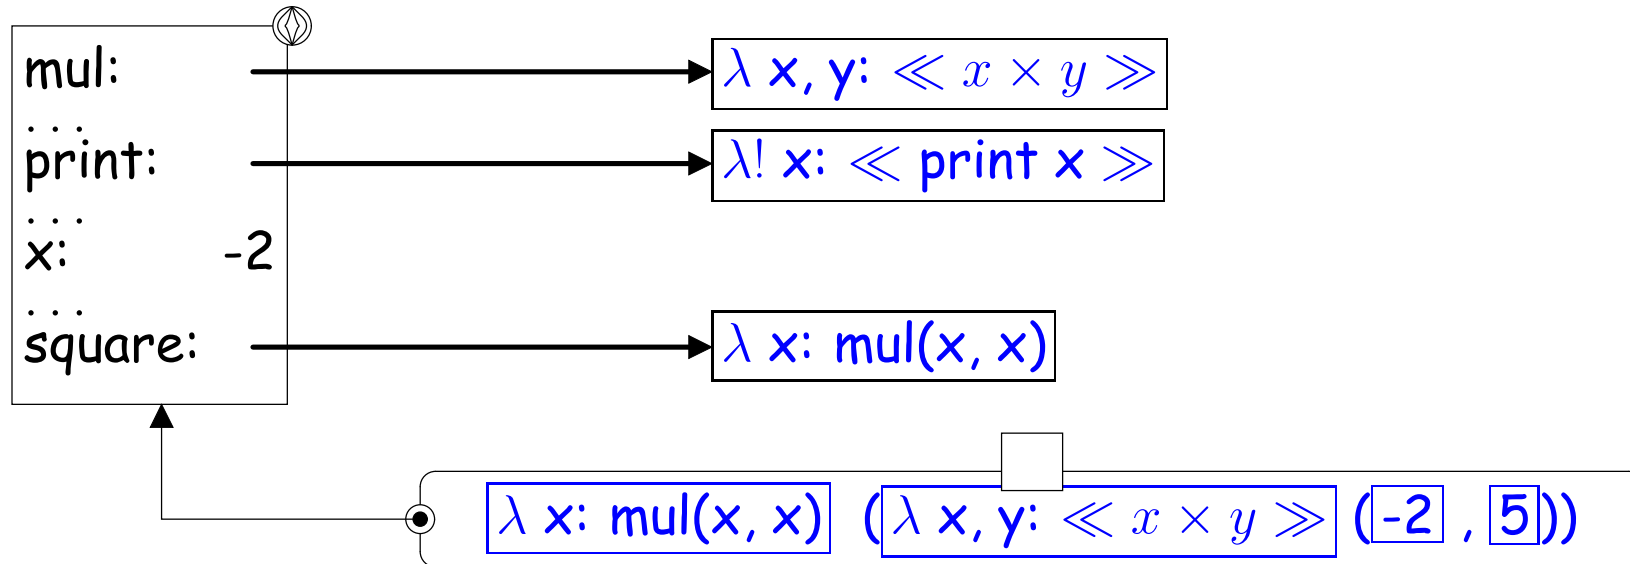 mul: λ x, y: ≪ x × y ≫
. . .
print: λ! x: ≪ print x ≫
. . .
x: -2
. . .
square: λ x: mul(x, x)
λ x: mul(x, x) (λ x, y: ≪ x × y ≫ (-2 , 5))